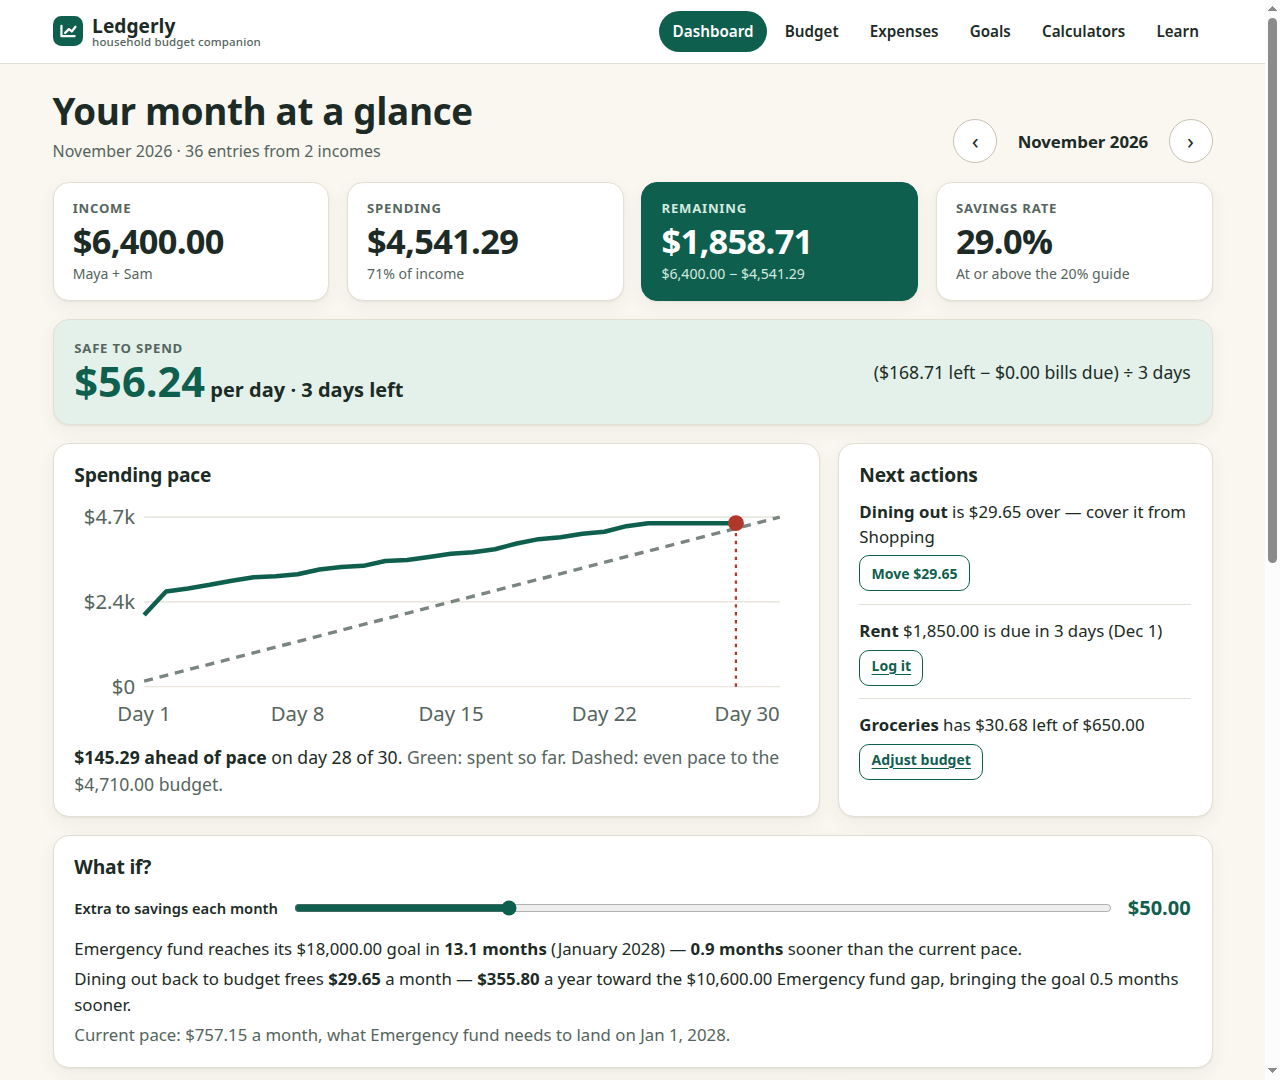 Ledgerly
household budget companion
Dashboard
Budget
Expenses
Goals
Calculators
Learn
Your month at a glance
November 2026 · 36 entries from 2 incomes
‹
November 2026
›
INCOME
$6,400.00
Maya + Sam
SPENDING
$4,541.29
71% of income
REMAINING
$1,858.71
$6,400.00 − $4,541.29
SAVINGS RATE
29.0%
At or above the 20% guide
SAFE TO SPEND
$56.24 per day · 3 days left
($168.71 left − $0.00 bills due) ÷ 3 days
Spending pace
$4.7k
$2.4k
$0
Day 1
Day 8
Day 15
Day 22
Day 30
$145.29 ahead of pace on day 28 of 30. Green: spent so far. Dashed: even pace to the
$4,710.00 budget.
Next actions
Dining out is $29.65 over — cover it from
Shopping
Move $29.65
Rent $1,850.00 is due in 3 days (Dec 1)
Log it
Groceries has $30.68 left of $650.00
Adjust budget
What if?
Extra to savings each month
$50.00
Emergency fund reaches its $18,000.00 goal in 13.1 months (January 2028) — 0.9 months sooner than the current pace.
Dining out back to budget frees $29.65 a month — $355.80 a year toward the $10,600.00 Emergency fund gap, bringing the goal 0.5 months
sooner.
Current pace: $757.15 a month, what Emergency fund needs to land on Jan 1, 2028.